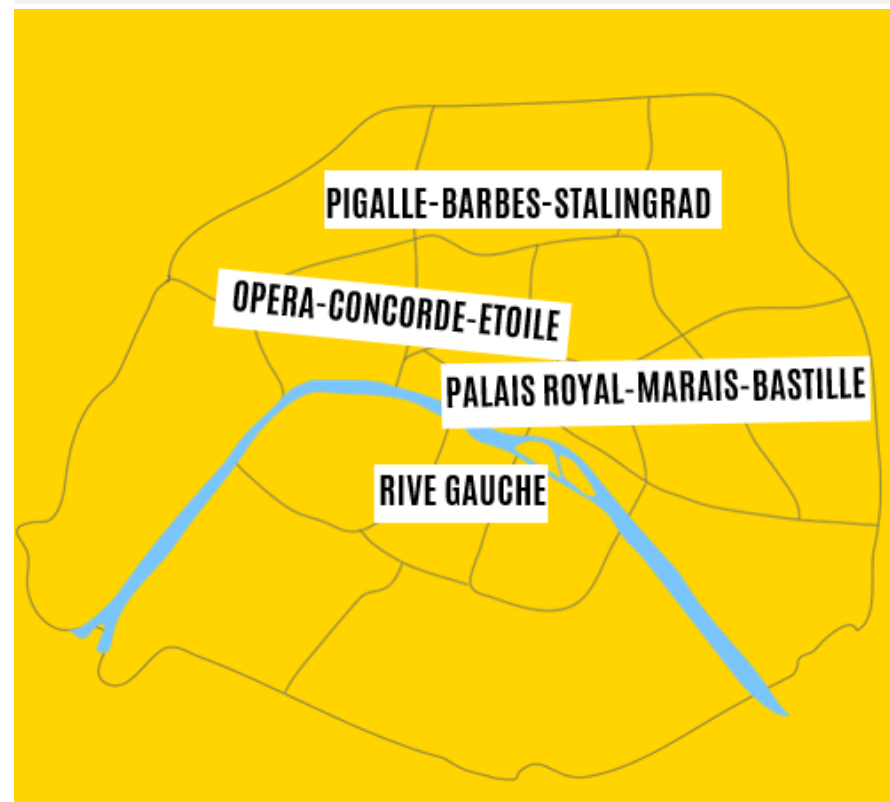 PIGALLE-BARBES-STALINGRAD
OPERA-CONCORDE-ETOILE
PALAIS ROYAL-MARAIS-BASTILLE
RIVE GAUCHE